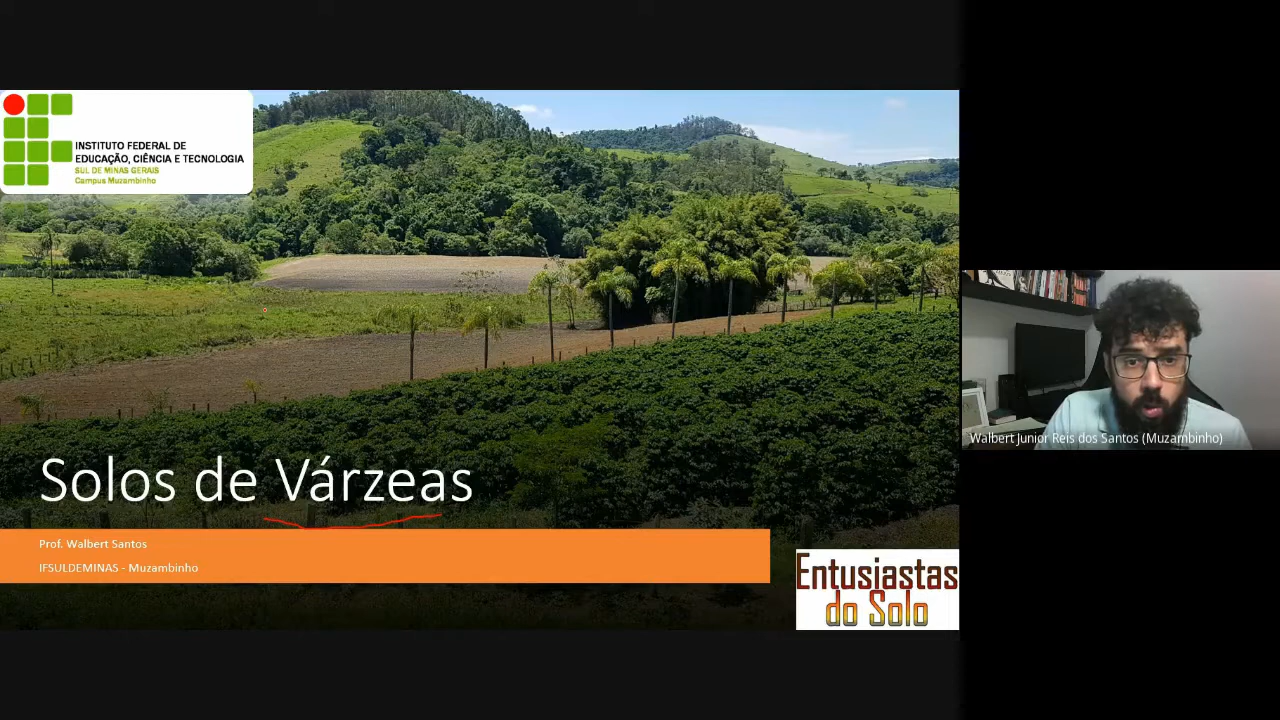 INSTITUTO FEDERAL DE
EDUCAÇÃO, CIÊNCIA E TECNOLOGIA
SUL DE MINAS GERAIS
Campus Muzambinho
Solos de Várzeas
Prof. Walbert Santos
IFSULDEMINAS - Muzambinho
Entusiastas
do Solo
Walbert Junior Reis dos Santos (Muzambinho)